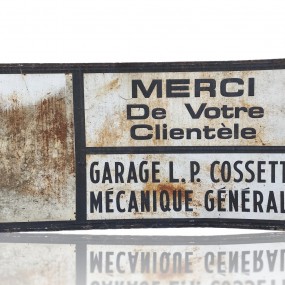 MERCI
De Votre
Clientèle
GARAGE L.P. COSSETT
MÉCANIQUE GÉNÉRAL